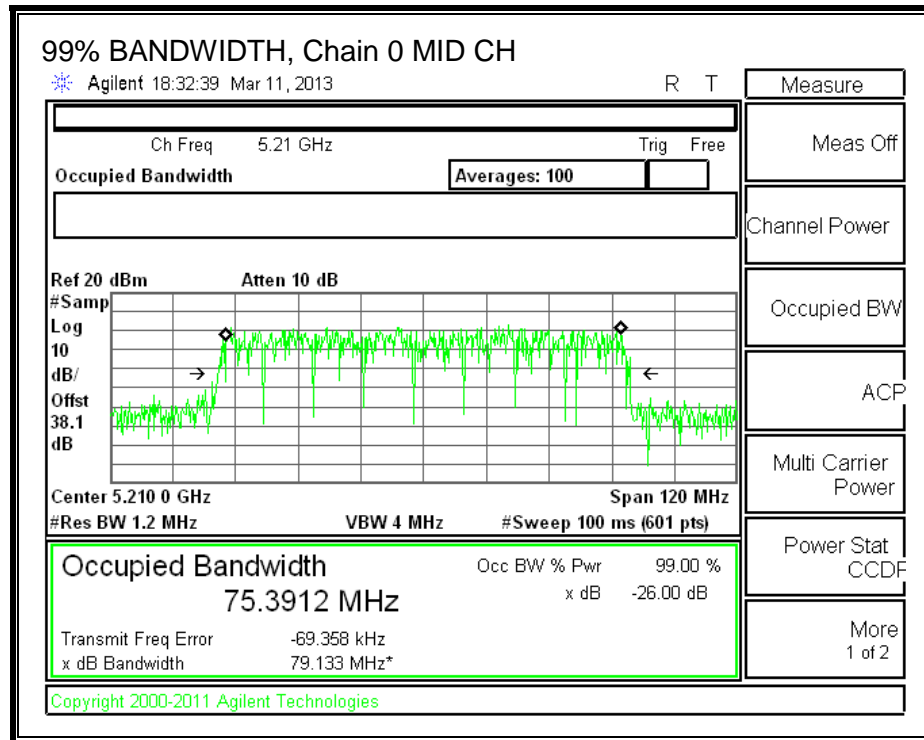 99% BANDWIDTH, Chain 0 MID CH
Agilent 18:32:39 Mar 11, 2013 R T
Measure
Ch Freq 5.21 GHz Trig Free
Meas Off
Occupied Bandwidth Averages: 100
Channel Power
Ref 20 dBm Atten 10 dB
#Samp
Log
10
dB/
Offst
38.1
dB
Occupied BW
ACP
Multi Carrier
Power
Center 5.210 0 GHz Span 120 MHz
#Res BW 1.2 MHz VBW 4 MHz #Sweep 100 ms (601 pts)
Power Stat
CCDF
Occupied Bandwidth Occ BW % Pwr 99.00 %
75.3912 MHz x dB -26.00 dB
Transmit Freq Error -69.358 kHz
x dB Bandwidth 79.133 MHz*
More
1 of 2
Copyright 2000-2011 Agilent Technologies